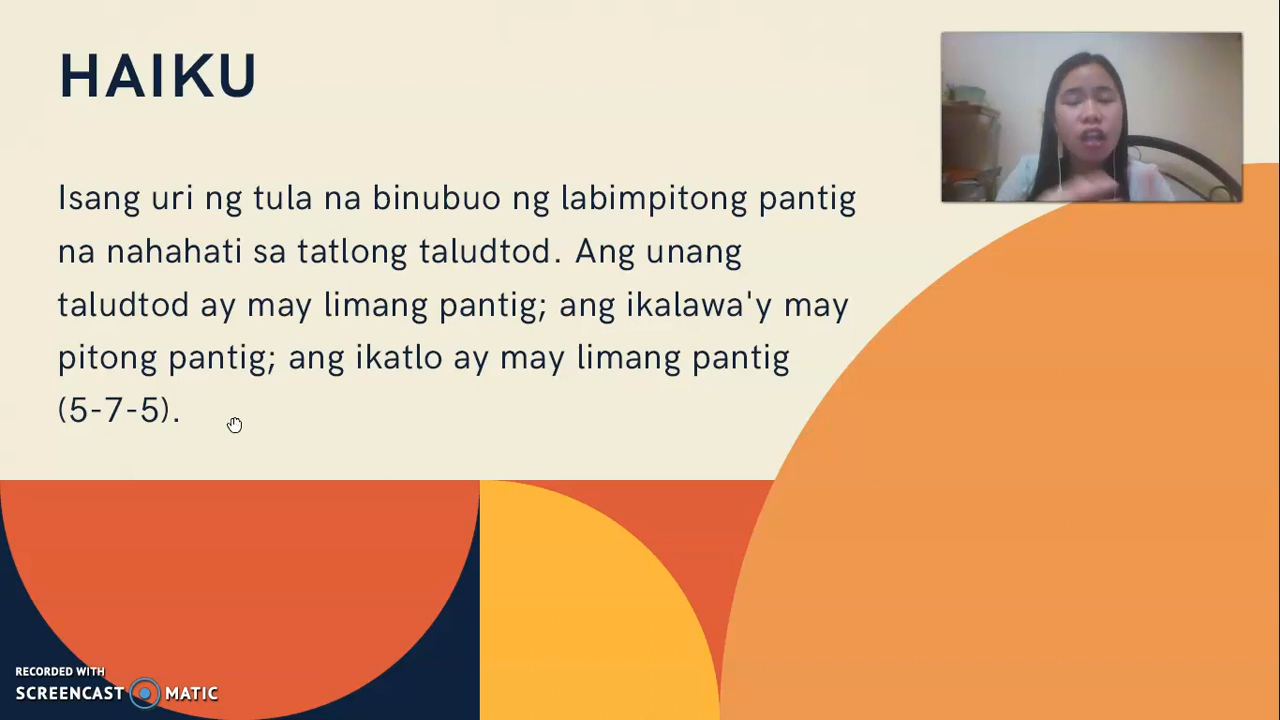 HAIKU
Isang uri ng tula na binubuo ng labimpitong pantig
na nahahati sa tatlong taludtod. Ang unang
taludtod ay may limang pantig; ang ikalawa'y may
pitong pantig; ang ikatlo ay may limang pantig
(5-7-5).
RECORDED WITH
SCREENCAST MATIC